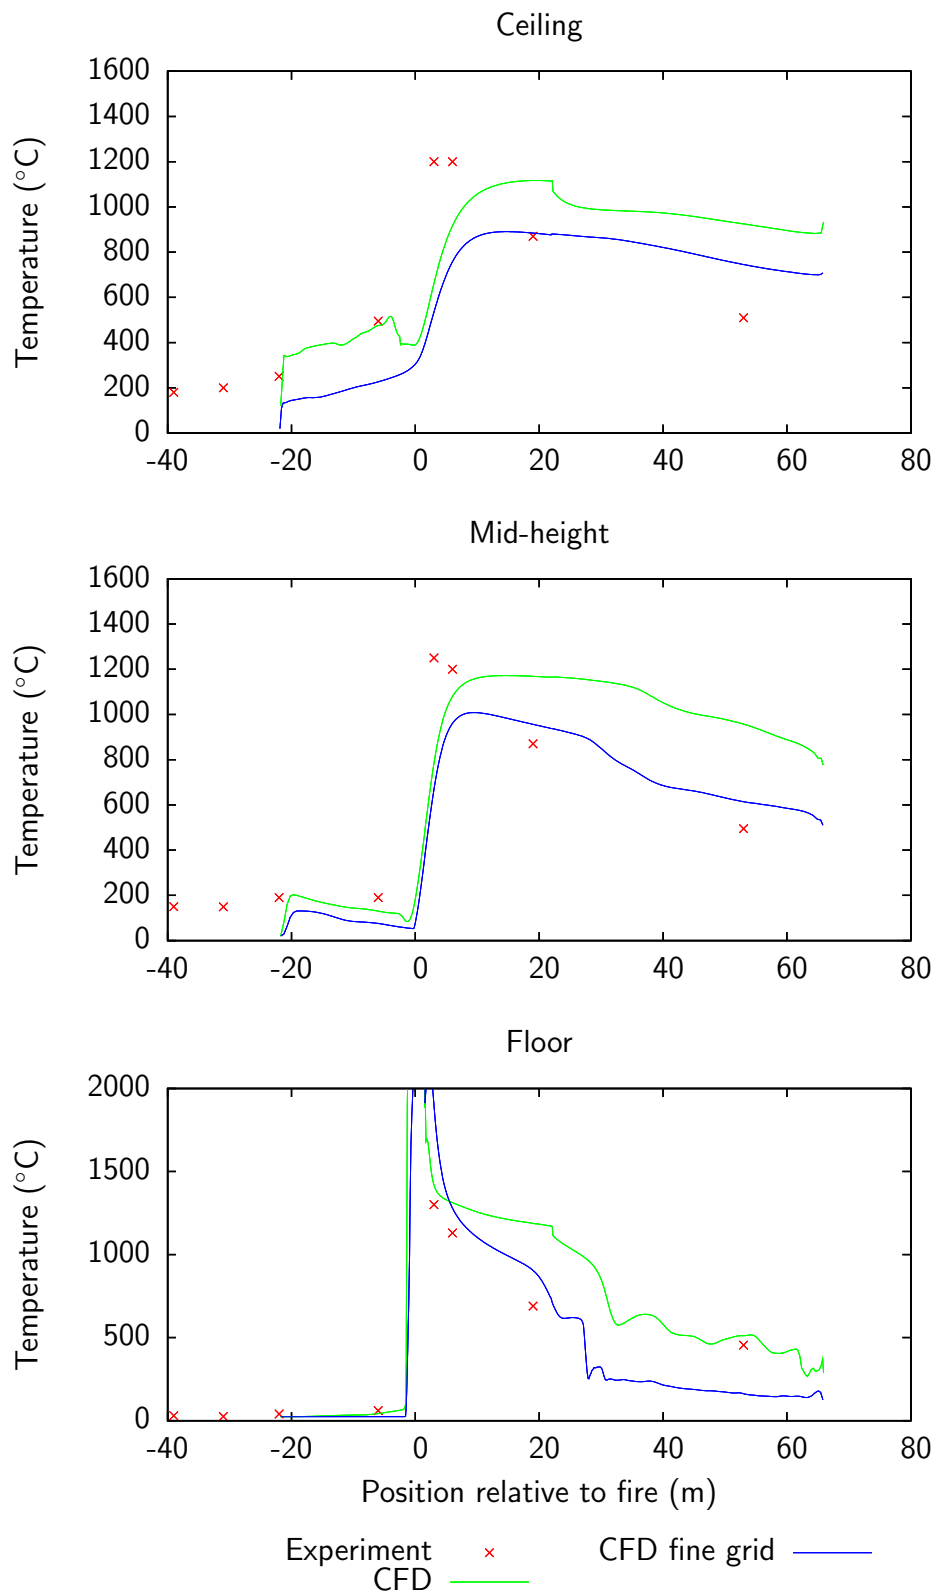 Ceiling
Temperature (°C)
1600
1400
1200
1000
800
600
400
200
0
-40 -20 0 20 40 60 80
Mid-height
Temperature (°C)
1600
1400
1200
1000
800
600
400
200
0
-40 -20 0 20 40 60 80
Floor
Temperature (°C)
2000
1500
1000
500
0
-40 -20 0 20 40 60 80
Position relative to fire (m)
Experiment CFD fine grid
CFD